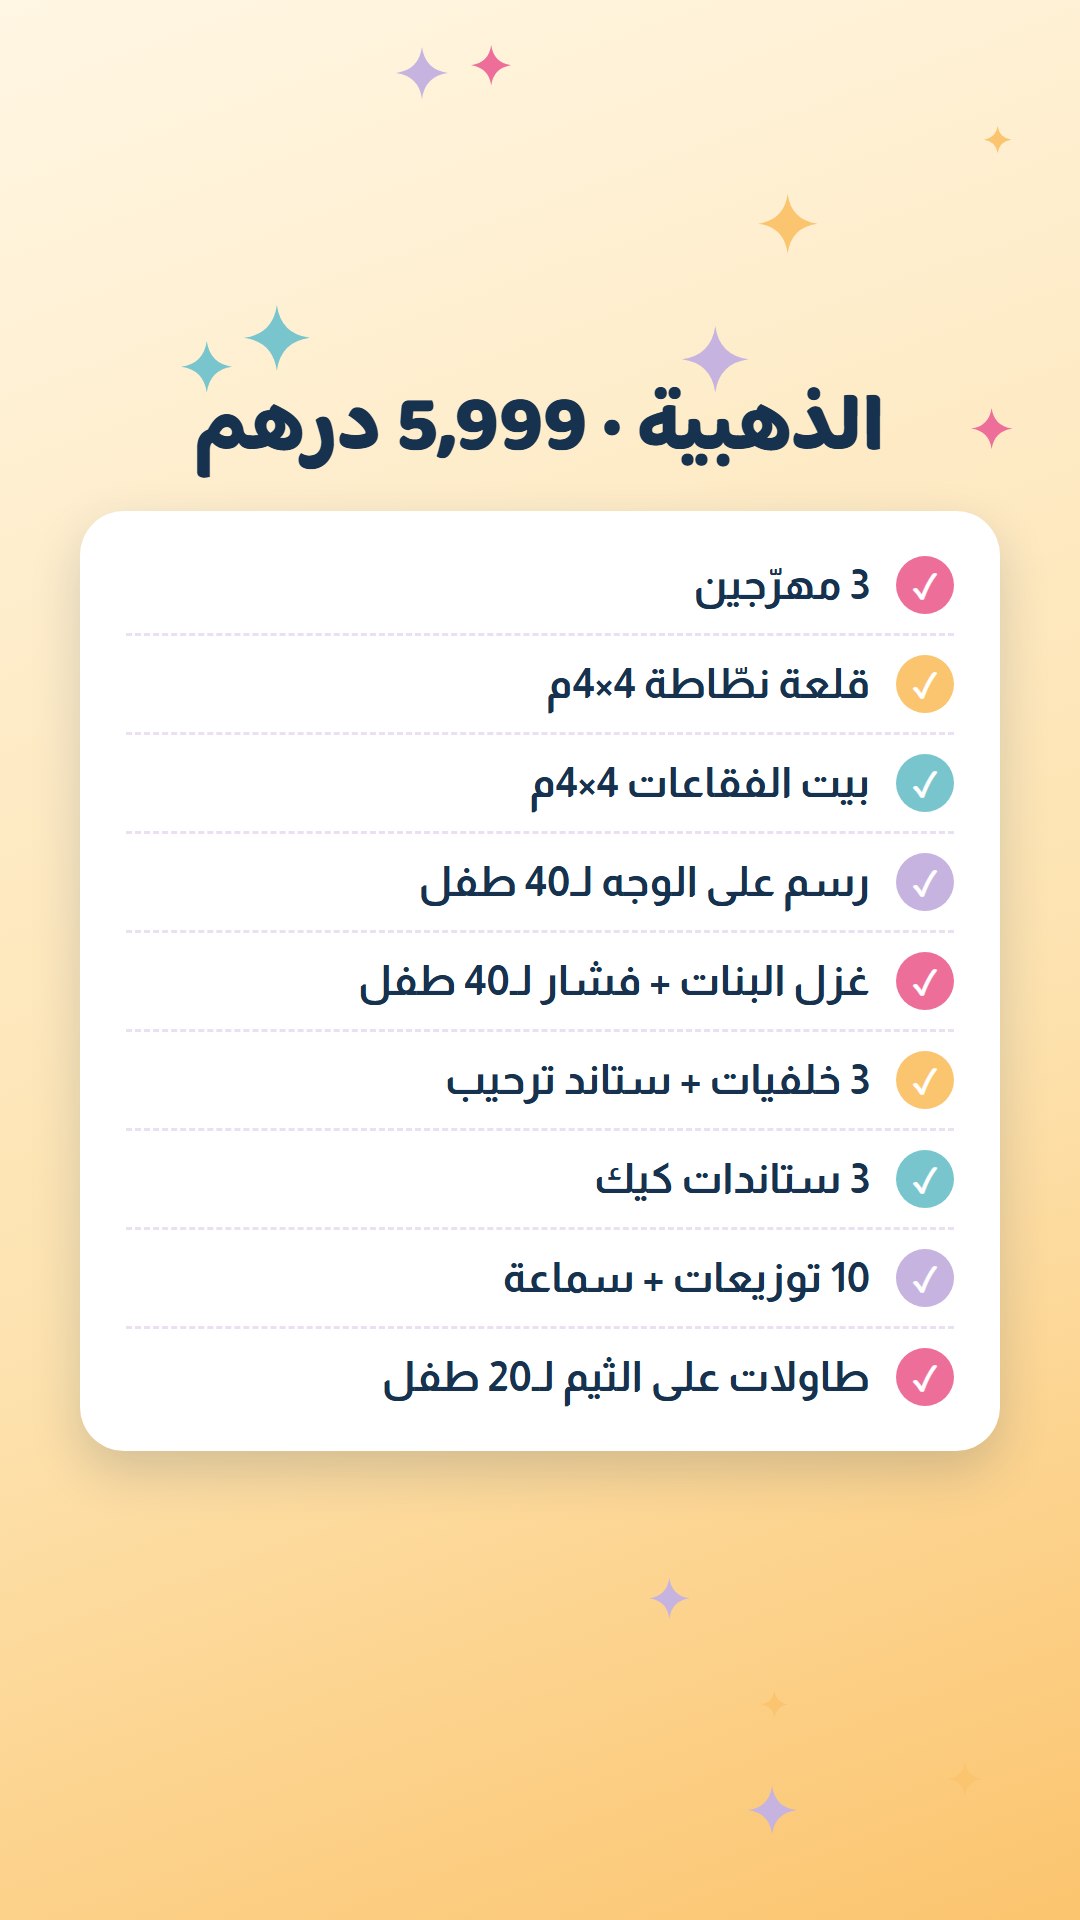 الذهبية · 5,999 درهم
3 مهرّجين
قلعة نطّاطة 4×4م
بيت الفقاعات 4×4م
رسم على الوجه لـ40 طفل
غزل البنات + فشار لـ40 طفل
3 خلفيات + ستاند ترحيب
3 ستاندات كيك
10 توزيعات + سماعة
طاولات على الثيم لـ20 طفل